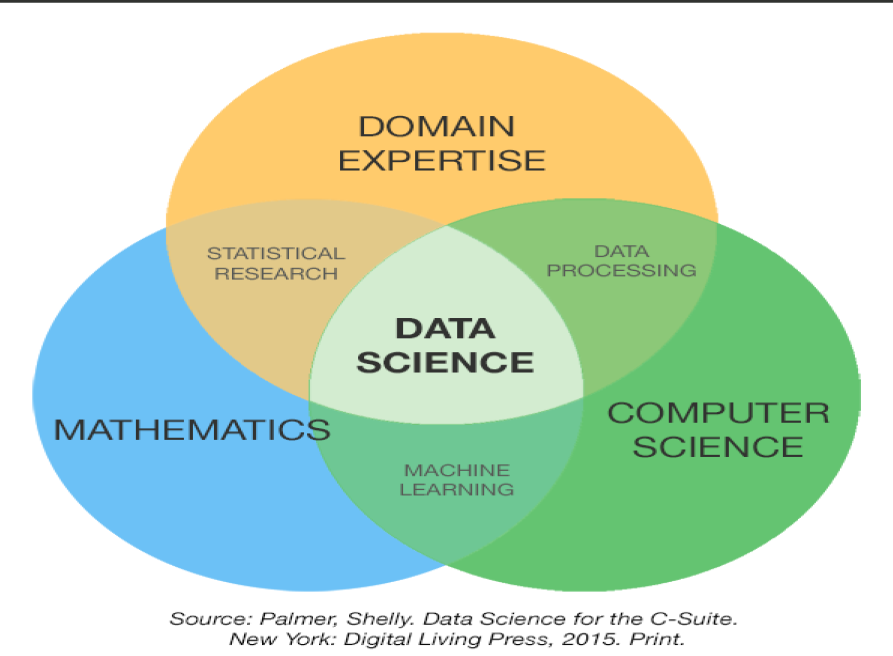 DOMAIN
EXPERTISE
STATISTICAL
RESEARCH
DATA
PROCESSING
DATA
SCIENCE
MATHEMATICS
COMPUTER
SCIENCE
MACHINE
LEARNING
Source: Palmer, Shelly. Data Science for the C-Suite.
New York: Digital Living Press, 2015. Print.